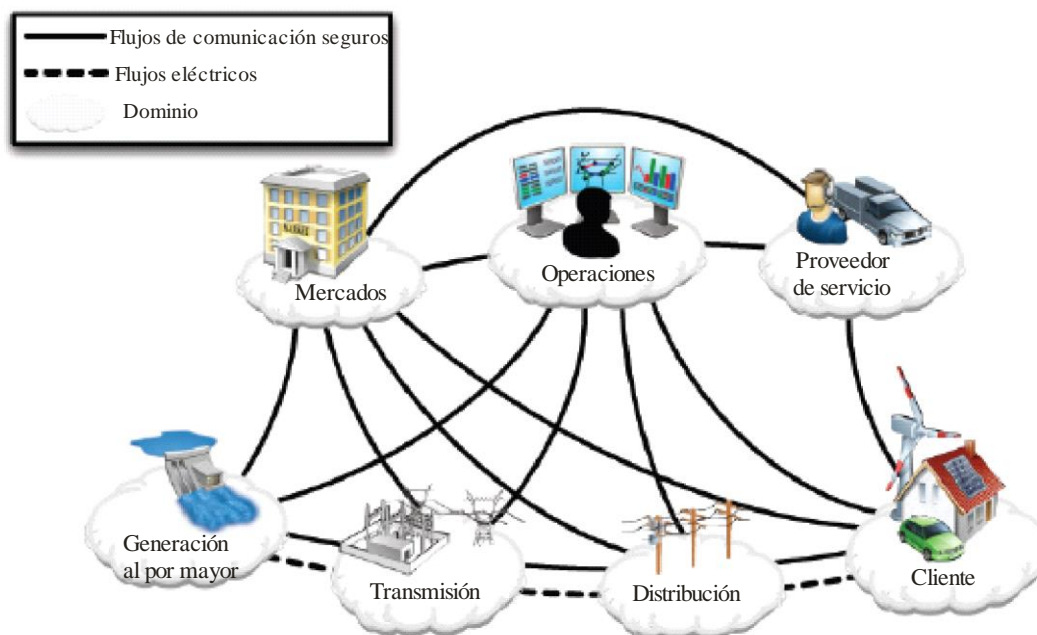 Flujos de comunicación seguros
Flujos eléctricos
Dominio
Mercados
Operaciones
Proveedor
de servicio
Generación
al por mayor
Transmisión
Distribución
Cliente